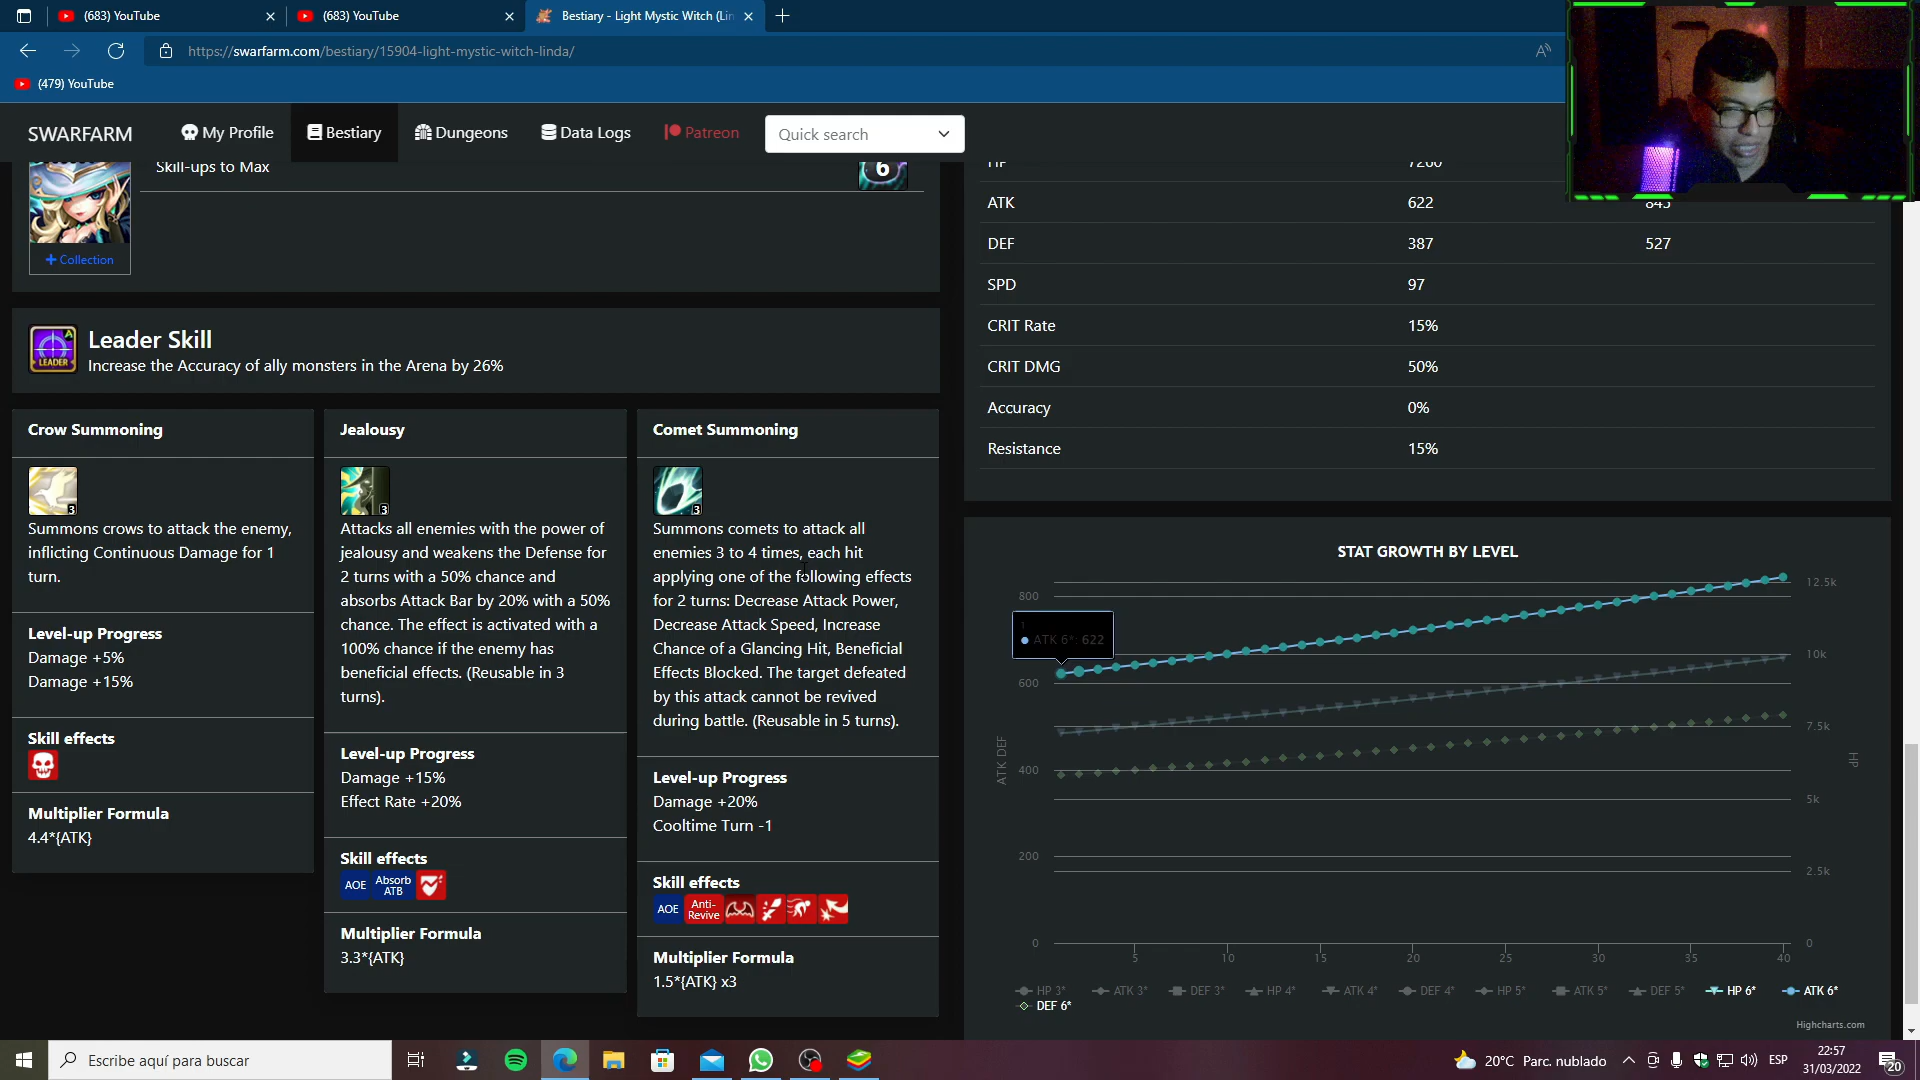 (683) YouTube
(683) YouTube
Bestiary - Light Mystic Witch (Lin
https://swarfarm.com/bestiary/15904-light-mystic-witch-linda/
(479) YouTube
SWARFARM
My Profile
Bestiary
Dungeons
Data Logs
Patreon
Quick search
Skill-ups to Max
6
Collection
Leader Skill
Increase the Accuracy of ally monsters in the Arena by 26%
A
LEADER
Crow Summoning
3
Summons crows to attack the enemy,
inflicting Continuous Damage for 1
turn.
Level-up Progress
Damage +5%
Damage +15%
Skill effects
Multiplier Formula
4.4*{ATK}
Jealousy
3
Attacks all enemies with the power of
jealousy and weakens the Defense for
2 turns with a 50% chance and
absorbs Attack Bar by 20% with a 50%
chance. The effect is activated with a
100% chance if the enemy has
beneficial effects. (Reusable in 3
turns).
Level-up Progress
Damage +15%
Effect Rate +20%
Skill effects
AOE Absorb ATB
Multiplier Formula
3.3*{ATK}
Comet Summoning
3
Summons comets to attack all
enemies 3 to 4 times, each hit
applying one of the following effects
for 2 turns: Decrease Attack Power,
Decrease Attack Speed, Increase
Chance of a Glancing Hit, Beneficial
Effects Blocked. The target defeated
by this attack cannot be revived
during battle. (Reusable in 5 turns).
Level-up Progress
Damage +20%
Cooltime Turn -1
Skill effects
AOE Anti-Revive
Multiplier Formula
1.5*{ATK} x3
HP 7260
ATK 622 845
DEF 387 527
SPD 97
CRIT Rate 15%
CRIT DMG 50%
Accuracy 0%
Resistance 15%
STAT GROWTH BY LEVEL
800
600
400
200
0
ATK DEF
12.5k
10k
7.5k
5k
2.5k
0
HP
1
ATK 6*: 622
5 10 15 20 25 30 35 40
HP 3* ATK 3* DEF 3* HP 4* ATK 4* DEF 4* HP 5* ATK 5* DEF 5* HP 6* ATK 6*
DEF 6*
Highcharts.com
Escribe aquí para buscar
20°C Parc. nublado
ESP
22:57
31/03/2022
20